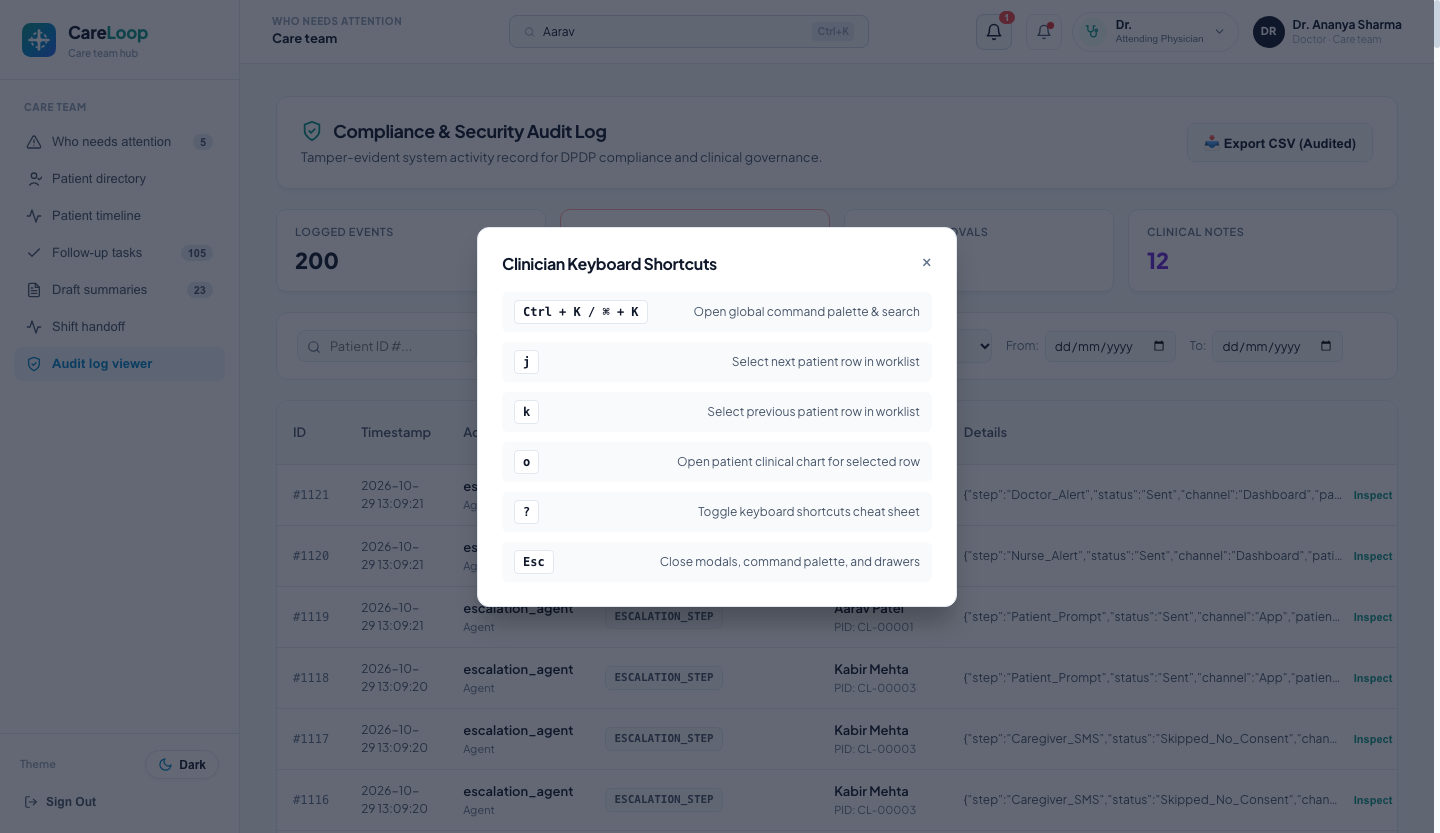 CareLoop
Care team hub
WHO NEEDS ATTENTION
Care team
Aarav
Ctrl+K
1
Dr.
Attending Physician
DR
Dr. Ananya Sharma
Doctor · Care team
CARE TEAM
Who needs attention 5
Patient directory
Patient timeline
Follow-up tasks 105
Draft summaries 23
Shift handoff
Audit log viewer
Theme
Dark
Sign Out
Compliance & Security Audit Log
Tamper-evident system activity record for DPDP compliance and clinical governance.
Export CSV (Audited)
LOGGED EVENTS
200
CLINICAL NOTES
12
Patient ID #...
From: dd/mm/yyyy To: dd/mm/yyyy
Clinician Keyboard Shortcuts ×
Ctrl + K / ⌘ + K Open global command palette & search
j Select next patient row in worklist
k Select previous patient row in worklist
o Open patient clinical chart for selected row
? Toggle keyboard shortcuts cheat sheet
Esc Close modals, command palette, and drawers
ID Timestamp Details
#1121 2026-10-
29 13:09:21
{"step":"Doctor_Alert","status":"Sent","channel":"Dashboard","pa... Inspect
#1120 2026-10-
29 13:09:21
{"step":"Nurse_Alert","status":"Sent","channel":"Dashboard","pati... Inspect
#1119 2026-10-
29 13:09:21
escalation_agent
Agent
ESCALATION_STEP
Aarav Patel
PID: CL-00001
{"step":"Patient_Prompt","status":"Sent","channel":"App","patien... Inspect
#1118 2026-10-
29 13:09:20
escalation_agent
Agent
ESCALATION_STEP
Kabir Mehta
PID: CL-00003
{"step":"Patient_Prompt","status":"Sent","channel":"App","patien... Inspect
#1117 2026-10-
29 13:09:20
escalation_agent
Agent
ESCALATION_STEP
Kabir Mehta
PID: CL-00003
{"step":"Caregiver_SMS","status":"Skipped_No_Consent","chan... Inspect
#1116 2026-10-
29 13:09:20
escalation_agent
Agent
ESCALATION_STEP
Kabir Mehta
PID: CL-00003
{"step":"Caregiver_SMS","status":"Skipped_No_Consent","chan... Inspect